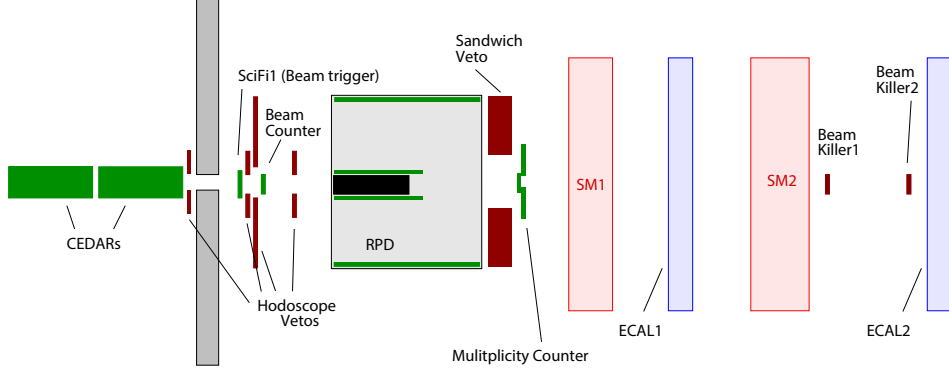 Sandwich
Veto
SciFi1 (Beam trigger)
Beam
Counter
Beam
Killer2
Beam
Killer1
SM1
SM2
CEDARs
RPD
Hodoscope
Vetos
ECAL1
ECAL2
Mulitplicity Counter